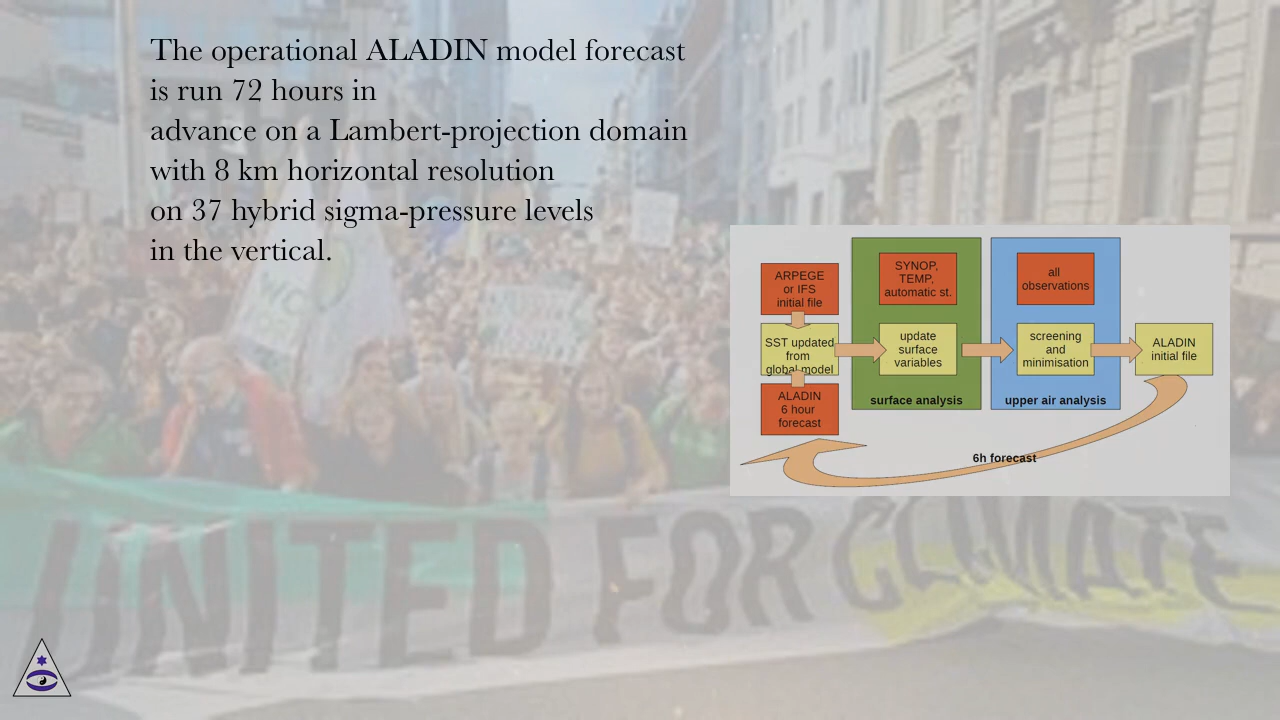 The operational ALADIN model forecast
is run 72 hours in
advance on a Lambert-projection domain
with 8 km horizontal resolution
on 37 hybrid sigma-pressure levels
in the vertical.
ARPEGE
or IFS
initial file
SYNOP,
TEMP,
automatic st.
all
observations
SST updated
from
global model
update
surface
variables
screening
and
minimisation
ALADIN
initial file
ALADIN
6 hour
forecast
surface analysis
upper air analysis
6h forecast
UNITED FOR CLIMATE